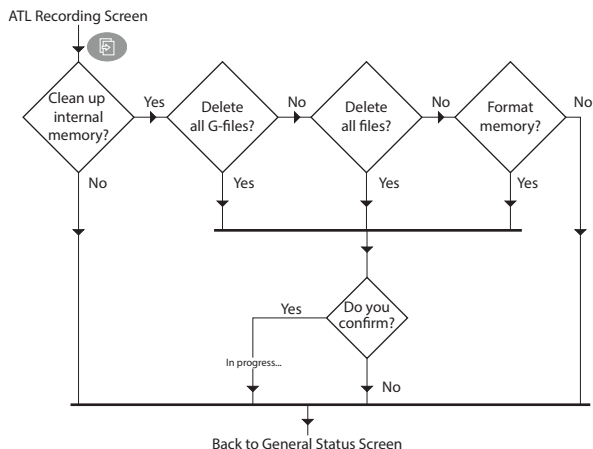 ATL Recording Screen
Clean up
internal
memory?
Yes
Delete
all G-files?
No
Delete
all files?
No
Format
memory?
No
No
Yes
Yes
Yes
Do you
confirm?
Yes
In progress...
No
Back to General Status Screen